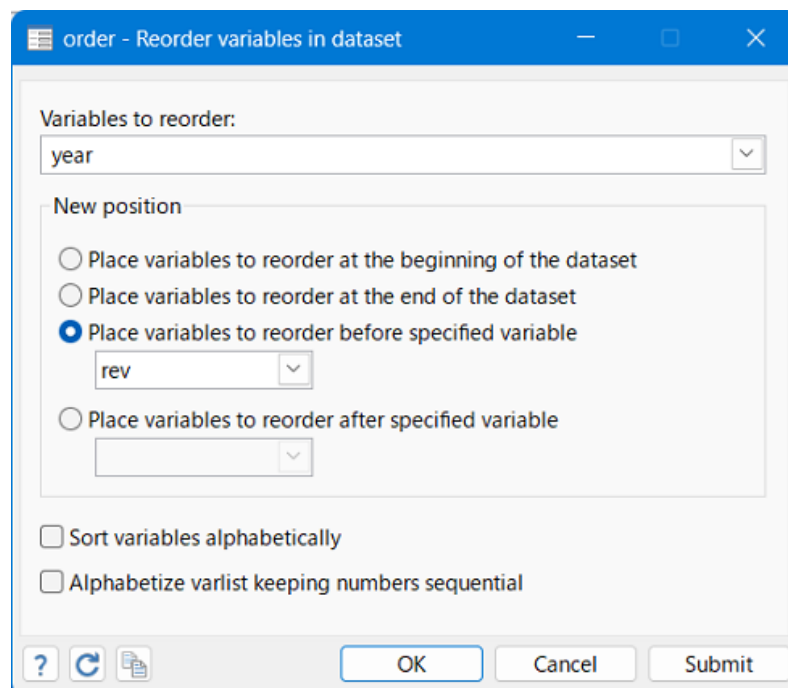 order - Reorder variables in dataset
Variables to reorder:
year
New position
Place variables to reorder at the beginning of the dataset
Place variables to reorder at the end of the dataset
Place variables to reorder before specified variable
rev
Place variables to reorder after specified variable
Sort variables alphabetically
Alphabetize varlist keeping numbers sequential
? OK Cancel Submit